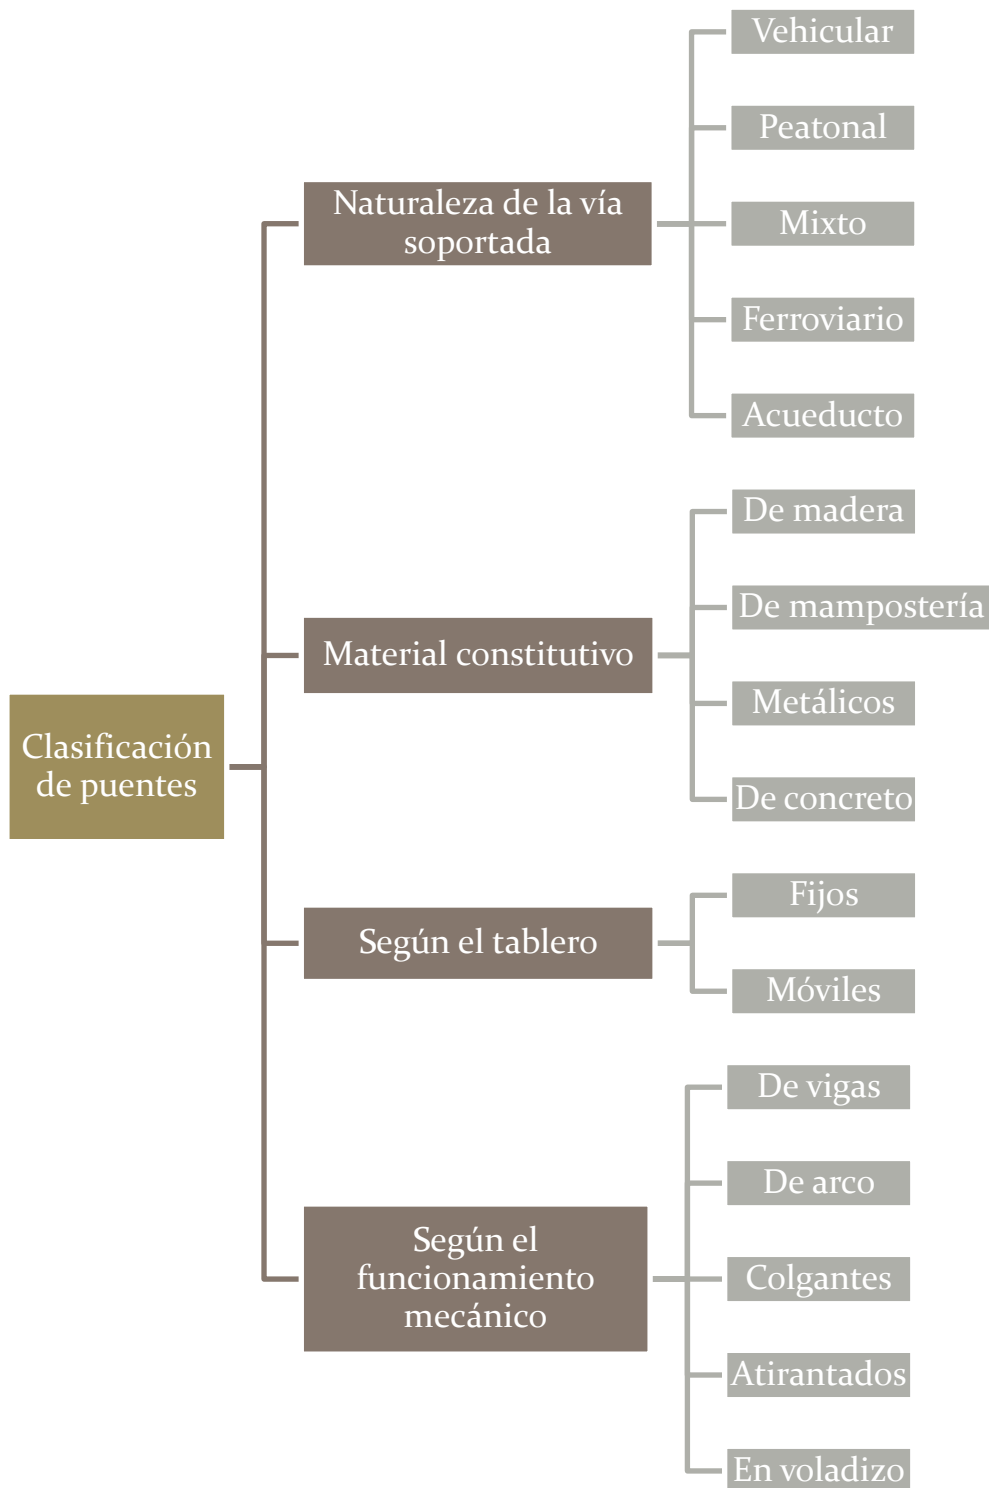 Clasificación
de puentes
Naturaleza de la vía
soportada
Vehicular
Peatonal
Mixto
Ferroviario
Acueducto
Material constitutivo
De madera
De mampostería
Metálicos
De concreto
Según el tablero
Fijos
Móviles
Según el
funcionamiento
mecánico
De vigas
De arco
Colgantes
Atirantados
En voladizo